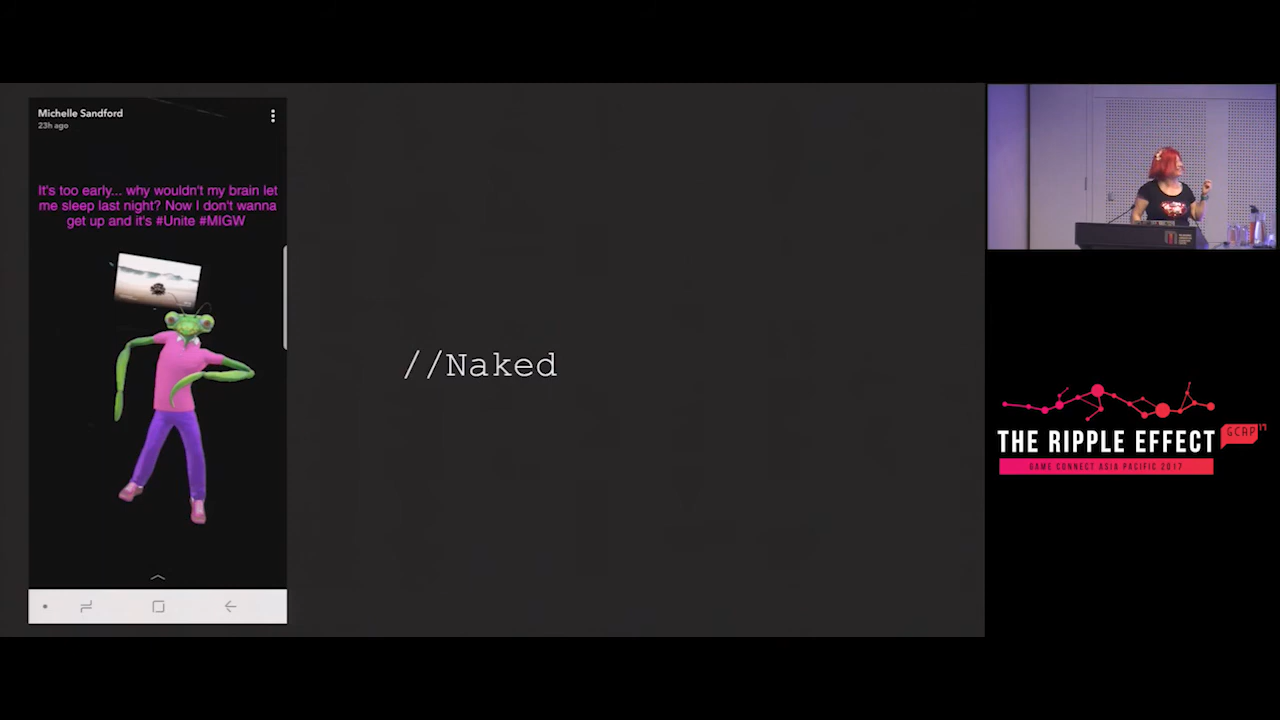 Michelle Sandford
23h ago
It's too early... why wouldn't my brain let
me sleep last night? Now I don't wanna
get up and it's #Unite #MIGW
//Naked
THE RIPPLE EFFECT
GCAP 17
GAME CONNECT ASIA PACIFIC 2017